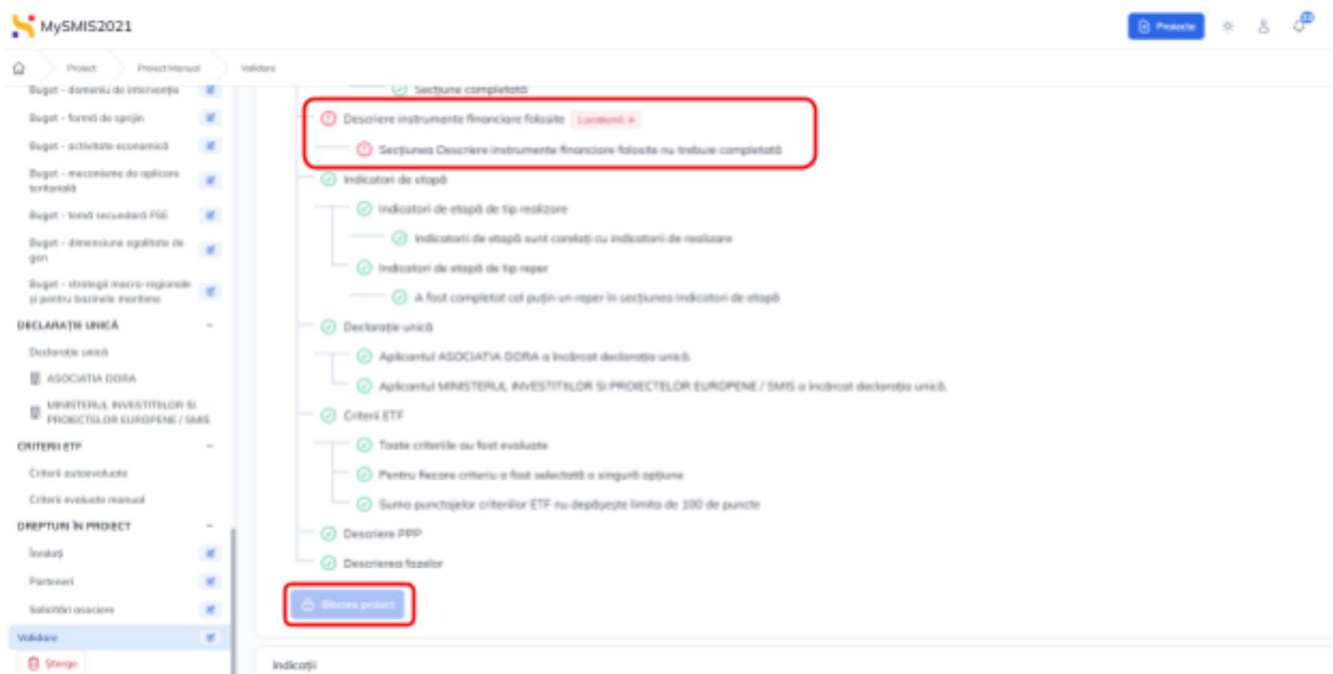 MySMIS2021
Proiecte
Proiect
Proiect Manual
Validare
Buget - domeniu de intervenție
Buget - formă de sprijin
Buget - activitate economică
Buget - mecanisme de aplicare
teritorială
Buget - temă secundară FSE
Buget - dimensiune egalitate de
gen
Buget - strategii macro-regionale
și pentru bazinele maritime
DECLARAȚIE UNICĂ
Declarație unică
ASOCIATIA DORA
MINISTERUL INVESTITIILOR SI
PROIECTELOR EUROPENE / SMIS
CRITERII ETF
Criterii autoevaluate
Criterii evaluate manual
DREPTURI ÎN PROIECT
Învalați
Parteneri
Solicitări asociere
Validare
Șterge
Secțiune completată
Descriere instrumente financiare folosite 1 problemă
Secțiunea Descriere instrumente financiare folosite nu trebuie completată
Indicatori de etapă
Indicatori de etapă de tip realizare
Indicatorii de etapă sunt corelați cu indicatorii de realizare
Indicatori de etapă de tip reper
A fost completat cel puțin un reper în secțiunea Indicatori de etapă
Declarație unică
Aplicantul ASOCIATIA DORA a încărcat declarația unică.
Aplicantul MINISTERUL INVESTITIILOR SI PROIECTELOR EUROPENE / SMIS a încărcat declarația unică.
Criterii ETF
Toate criteriile au fost evaluate
Pentru fiecare criteriu a fost selectată o singură opțiune
Suma punctajelor criteriilor ETF nu depășește limita de 100 de puncte
Descriere PPP
Descrierea fazelor
Blocare proiect
Indicații